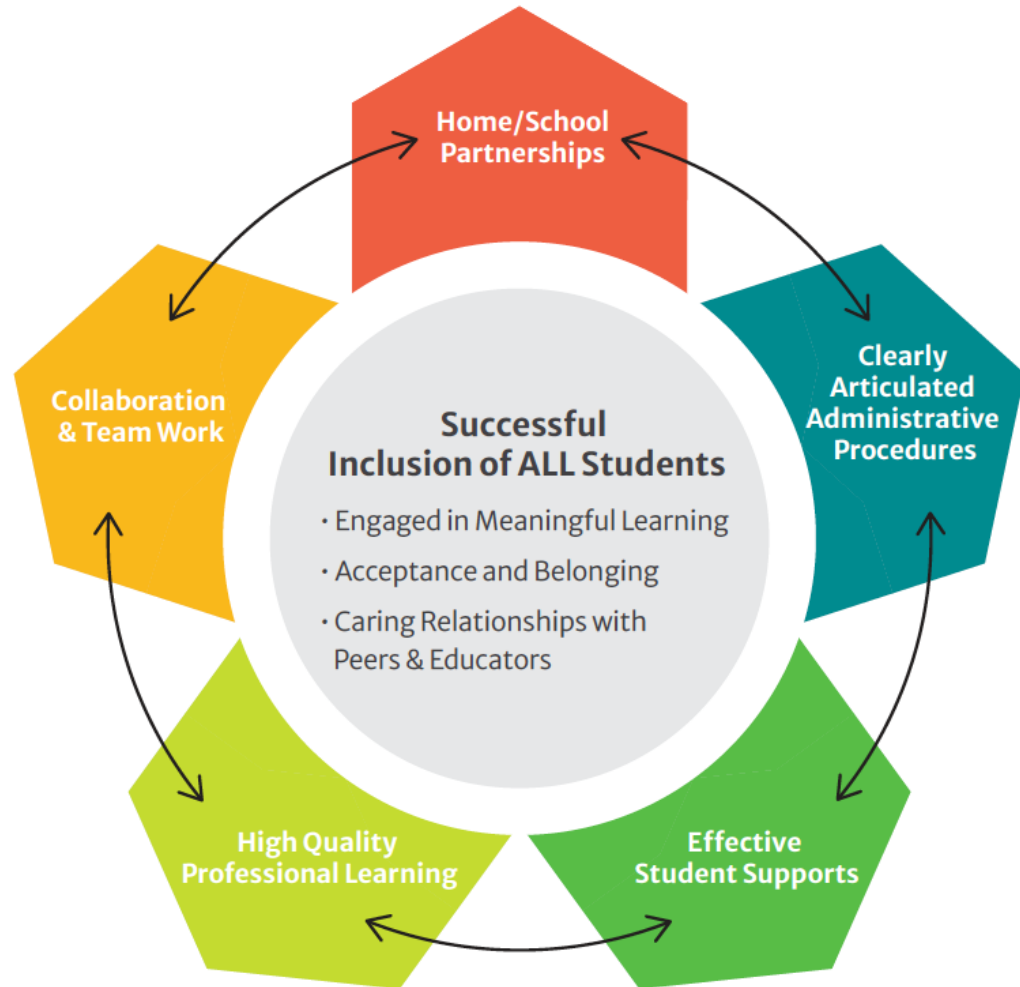 Home/School
Partnerships
Clearly
Articulated
Administrative
Procedures
Collaboration
& Team Work
Successful
Inclusion of ALL Students
· Engaged in Meaningful Learning
· Acceptance and Belonging
· Caring Relationships with
Peers & Educators
High Quality
Professional Learning
Effective
Student Supports